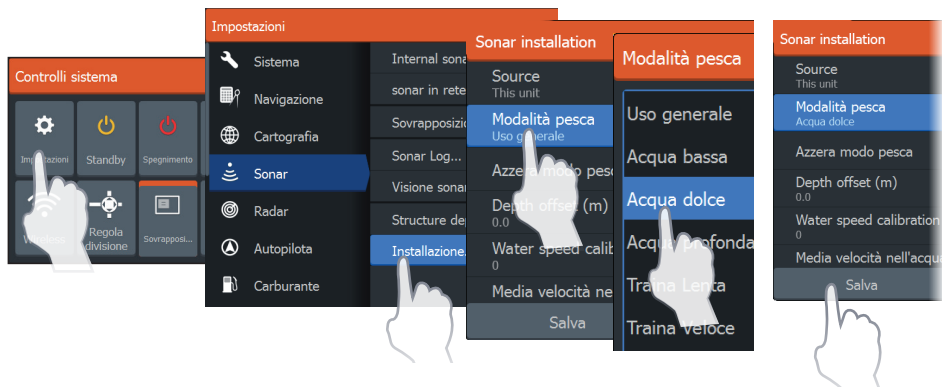 Controlli sistema
Standby
Spegnimento
Regola
divisione
Sovrapposi...
Impostazioni
Sistema
Navigazione
Cartografia
Sonar
Radar
Autopilota
Carburante
Internal sona
sonar in rete
Sovrapposizio
Sonar Log...
Visione sonar
Structure de
Installazione.
Sonar installation
Source
This unit
Modalità pesca
Uso generale
Azzera modo pesc
Depth offset (m)
0.0
Water speed calib
0
Media velocità ne
Salva
Modalità pesca
Uso generale
Acqua bassa
Acqua dolce
Acqua profonda
Traina Lenta
Traina Veloce
Sonar installation
Source
This unit
Modalità pesca
Acqua dolce
Azzera modo pesca
Depth offset (m)
0.0
Water speed calibration
0
Media velocità nell'acqua
Salva